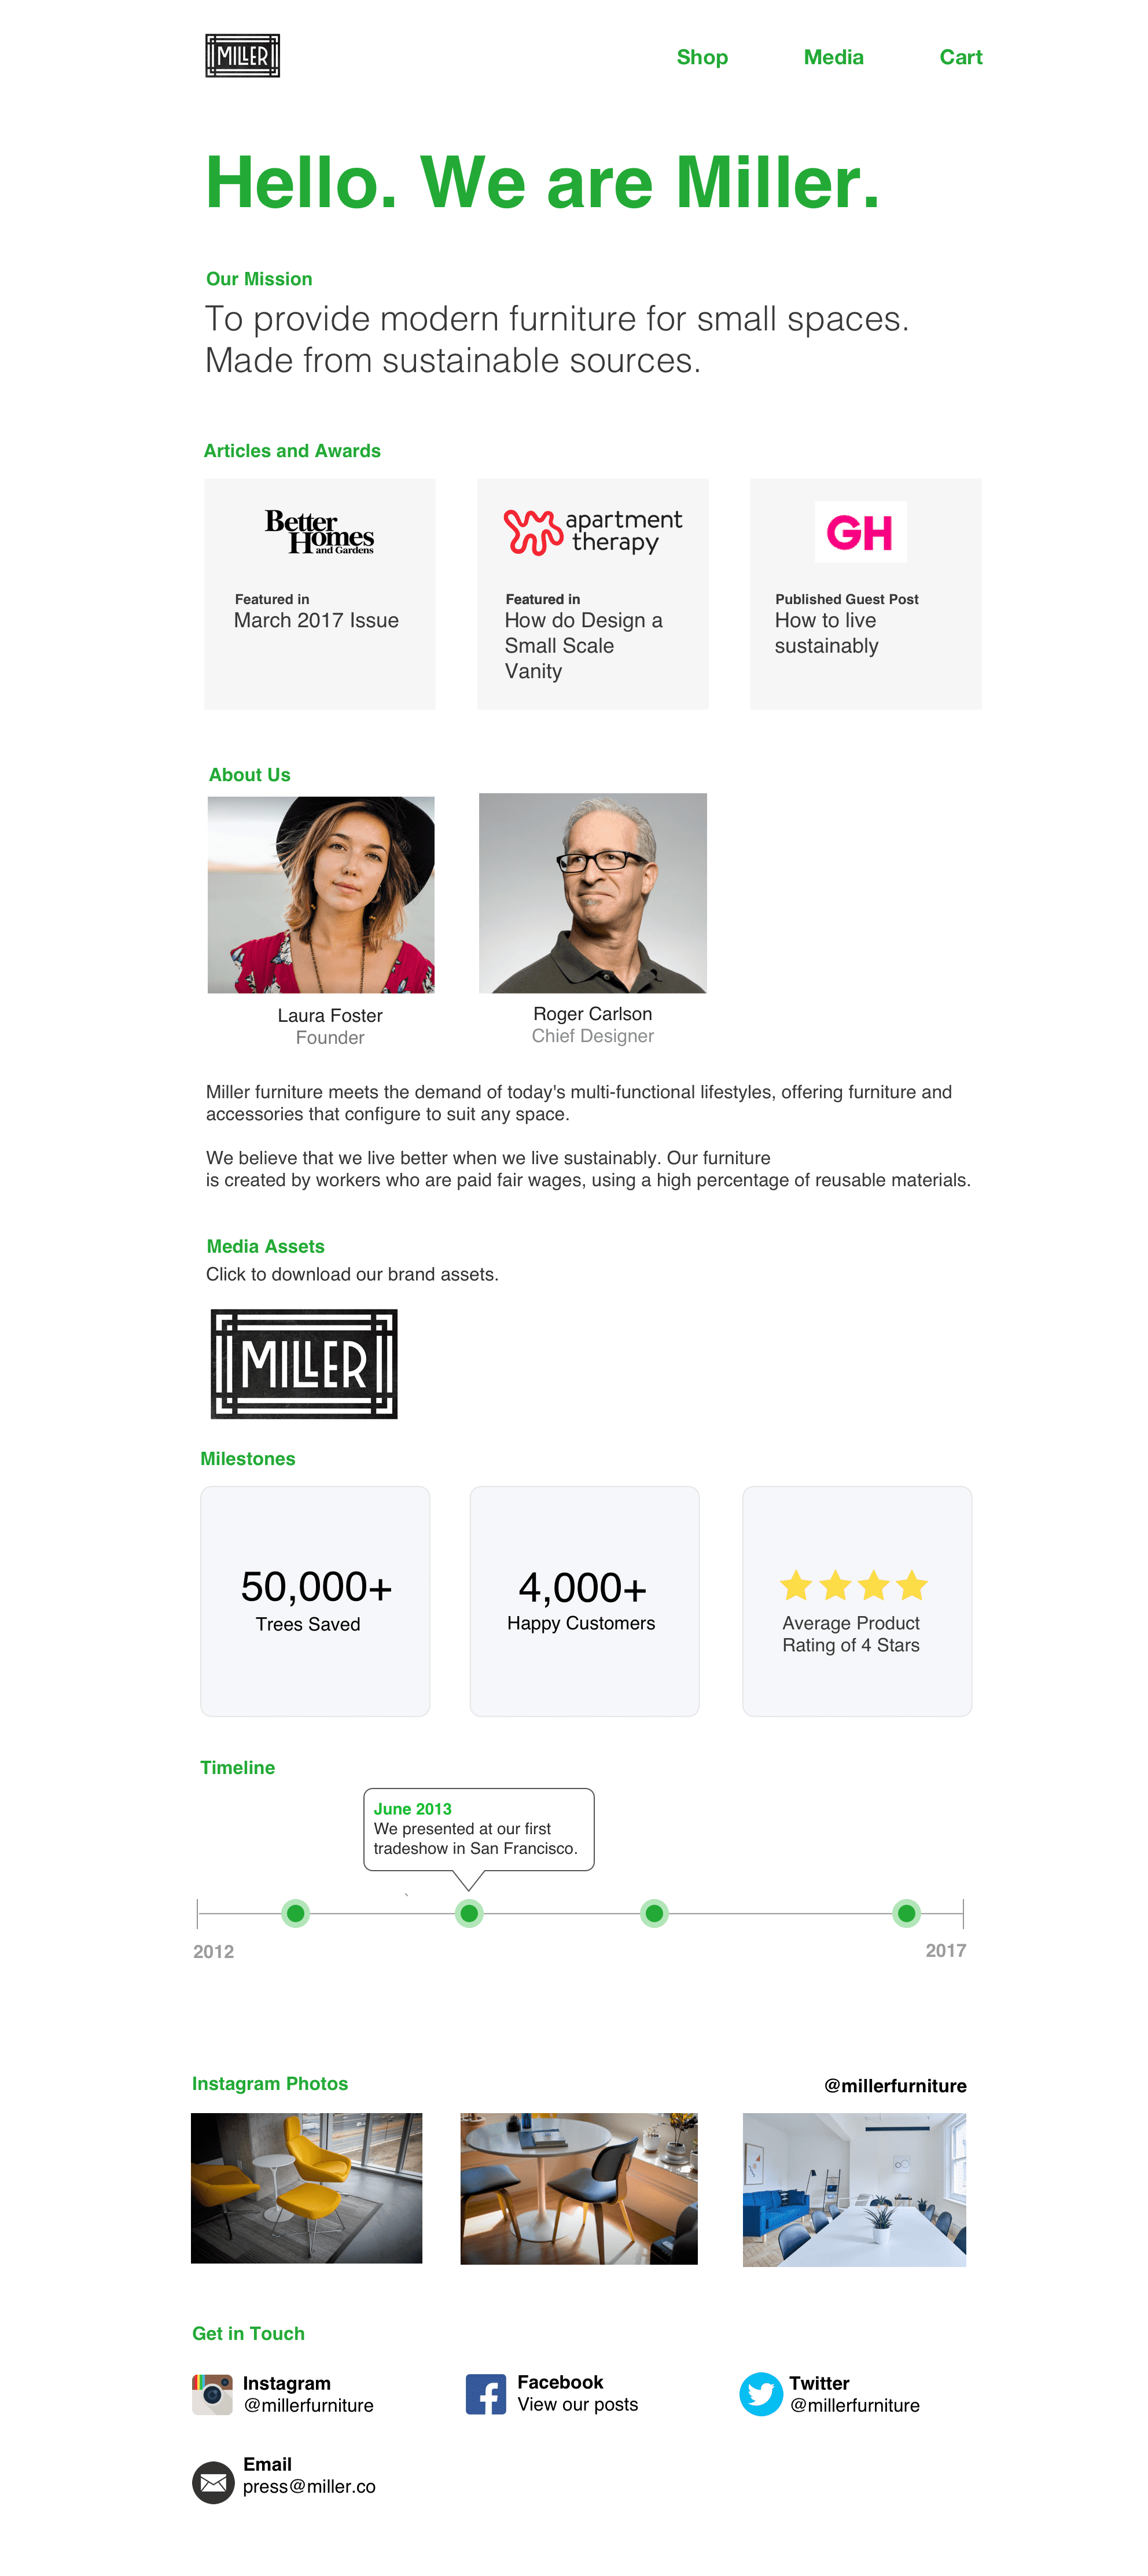 MILLER
Shop
Media
Cart
Hello. We are Miller.
Our Mission
To provide modern furniture for small spaces.
Made from sustainable sources.
Articles and Awards
Better
Homes
and Gardens
Featured in
March 2017 Issue
apartment
therapy
Featured in
How do Design a
Small Scale
Vanity
GH
Published Guest Post
How to live
sustainably
About Us
Laura Foster
Founder
Roger Carlson
Chief Designer
Miller furniture meets the demand of today's multi-functional lifestyles, offering furniture and
accessories that configure to suit any space.
We believe that we live better when we live sustainably. Our furniture
is created by workers who are paid fair wages, using a high percentage of reusable materials.
Media Assets
Click to download our brand assets.
MILLER
Milestones
50,000+
Trees Saved
4,000+
Happy Customers
Average Product
Rating of 4 Stars
Timeline
June 2013
We presented at our first
tradeshow in San Francisco.
`
2012
2017
Instagram Photos
@millerfurniture
Get in Touch
Instagram
@millerfurniture
Facebook
View our posts
Twitter
@millerfurniture
Email
press@miller.co